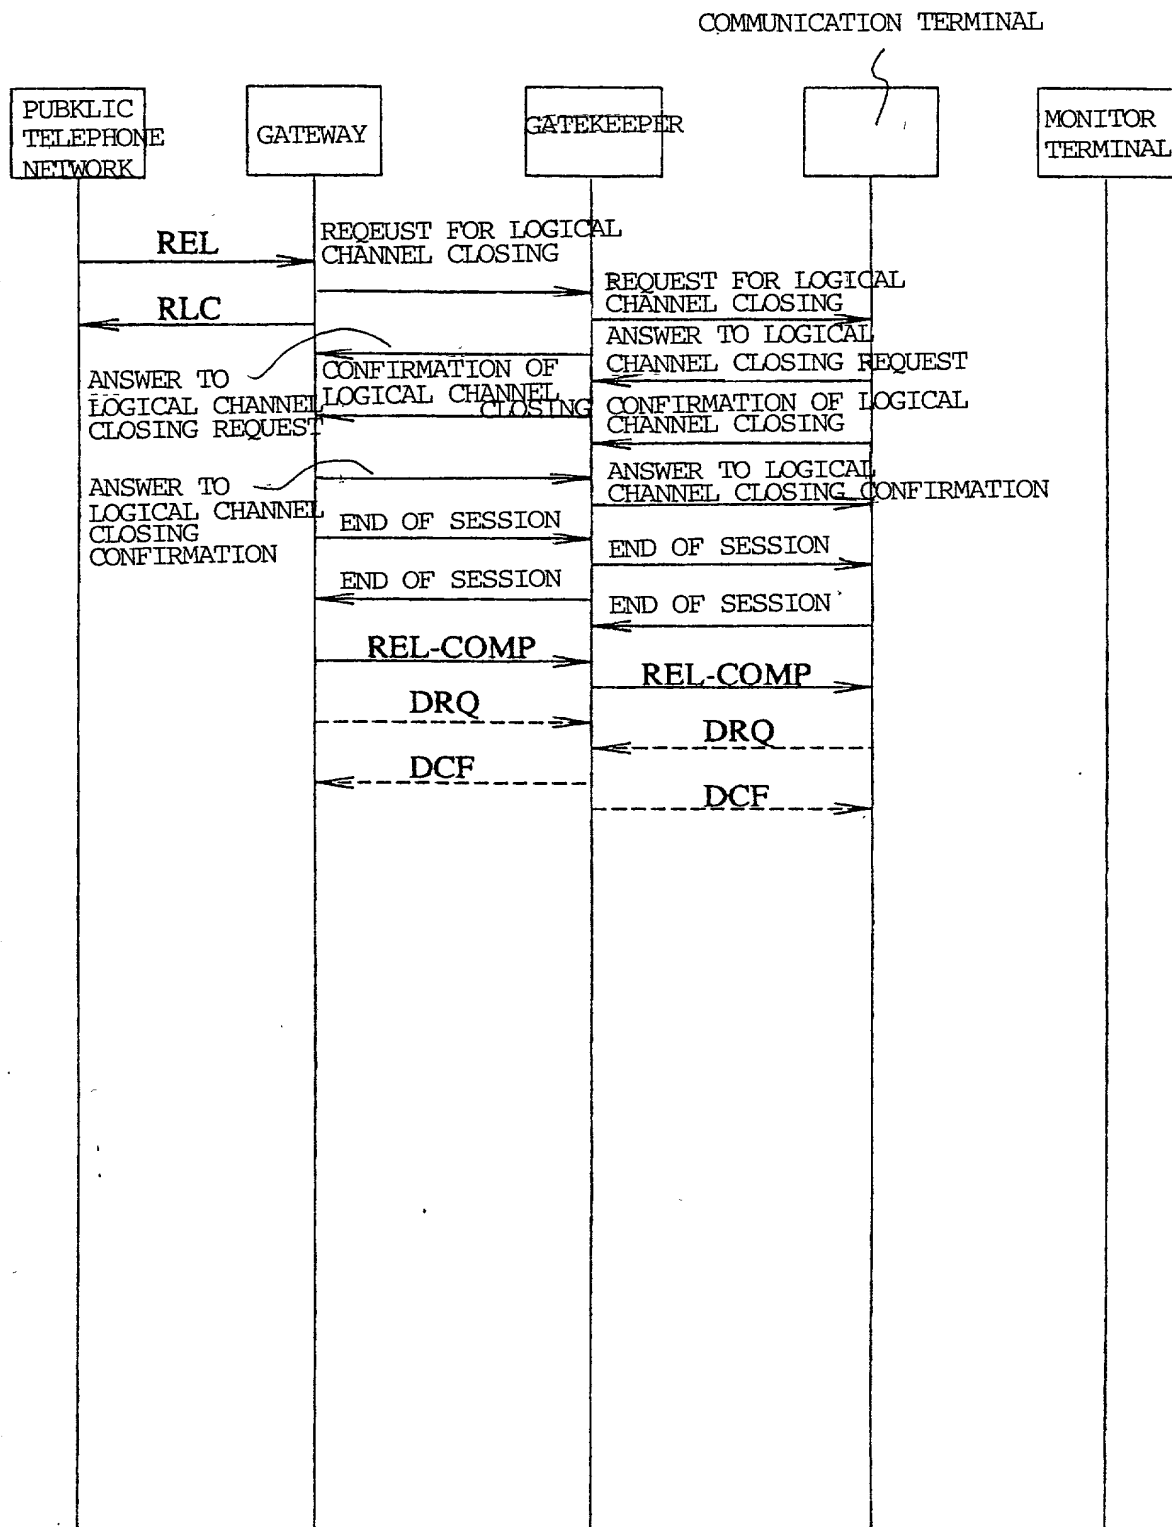 COMMUNICATION TERMINAL
PUBKLIC
TELEPHONE
NETWORK
GATEWAY
GATEKEEPER
MONITOR
TERMINAL
REL
REQEUST FOR LOGICAL
CHANNEL CLOSING
REQUEST FOR LOGICAL
CHANNEL CLOSING
RLC
ANSWER TO LOGICAL
CHANNEL CLOSING REQUEST
ANSWER TO
LOGICAL CHANNEL
CLOSING REQUEST
CONFIRMATION OF
LOGICAL CHANNEL
CLOSING
CONFIRMATION OF LOGICAL
CHANNEL CLOSING
ANSWER TO LOGICAL
CHANNEL CLOSING CONFIRMATION
ANSWER TO
LOGICAL CHANNEL
CLOSING
CONFIRMATION
END OF SESSION
END OF SESSION
END OF SESSION
END OF SESSION
REL-COMP
REL-COMP
DRQ
DRQ
DCF
DCF